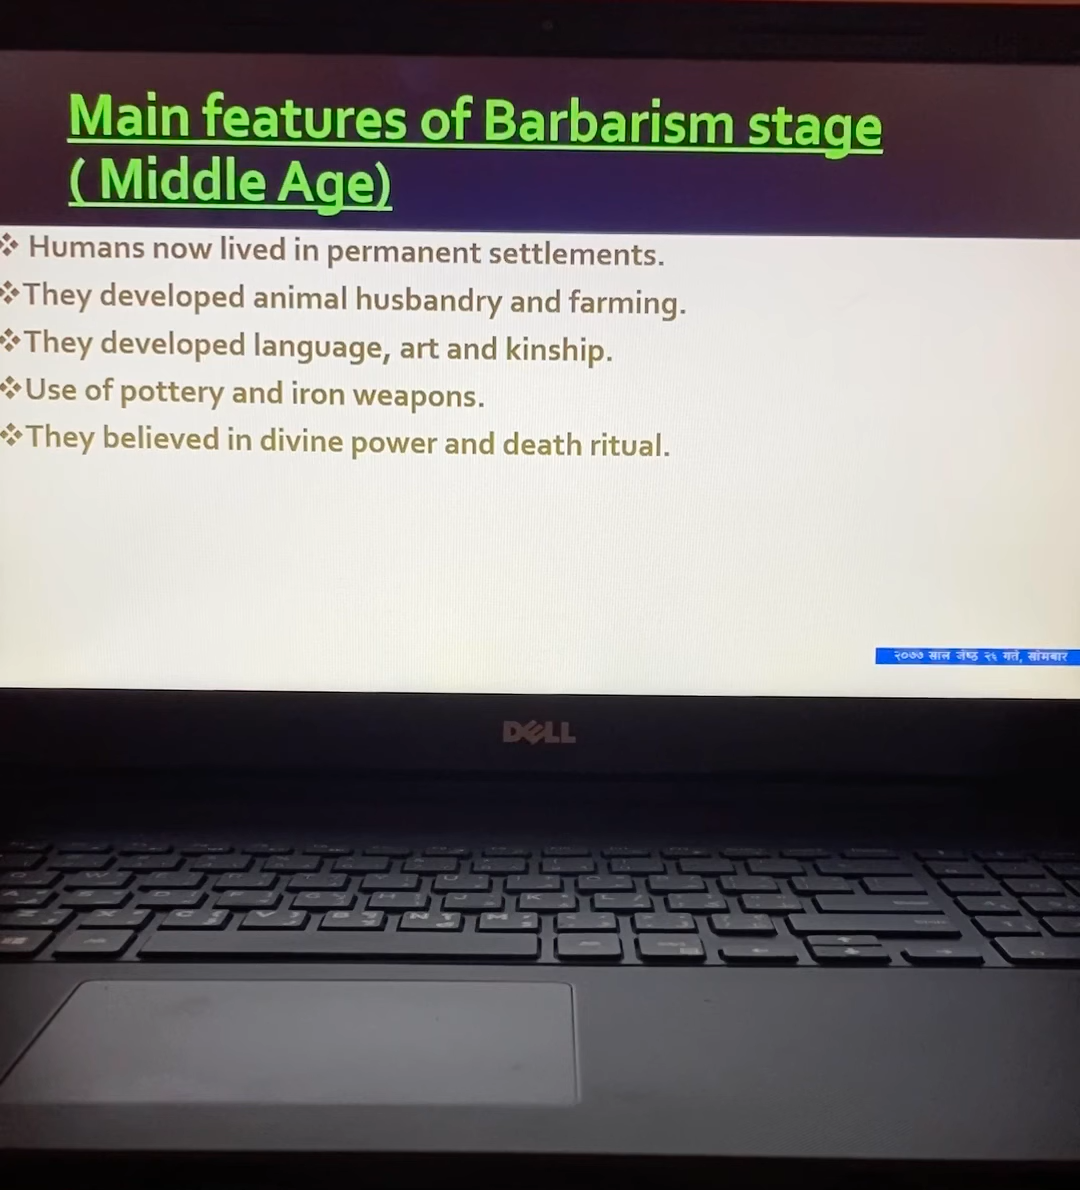 Main features of Barbarism stage
( Middle Age)
❖ Humans now lived in permanent settlements.
❖They developed animal husbandry and farming.
❖They developed language, art and kinship.
❖Use of pottery and iron weapons.
❖They believed in divine power and death ritual.
२०७७ साल जेष्ठ २६ गते, सोमबार
DELL